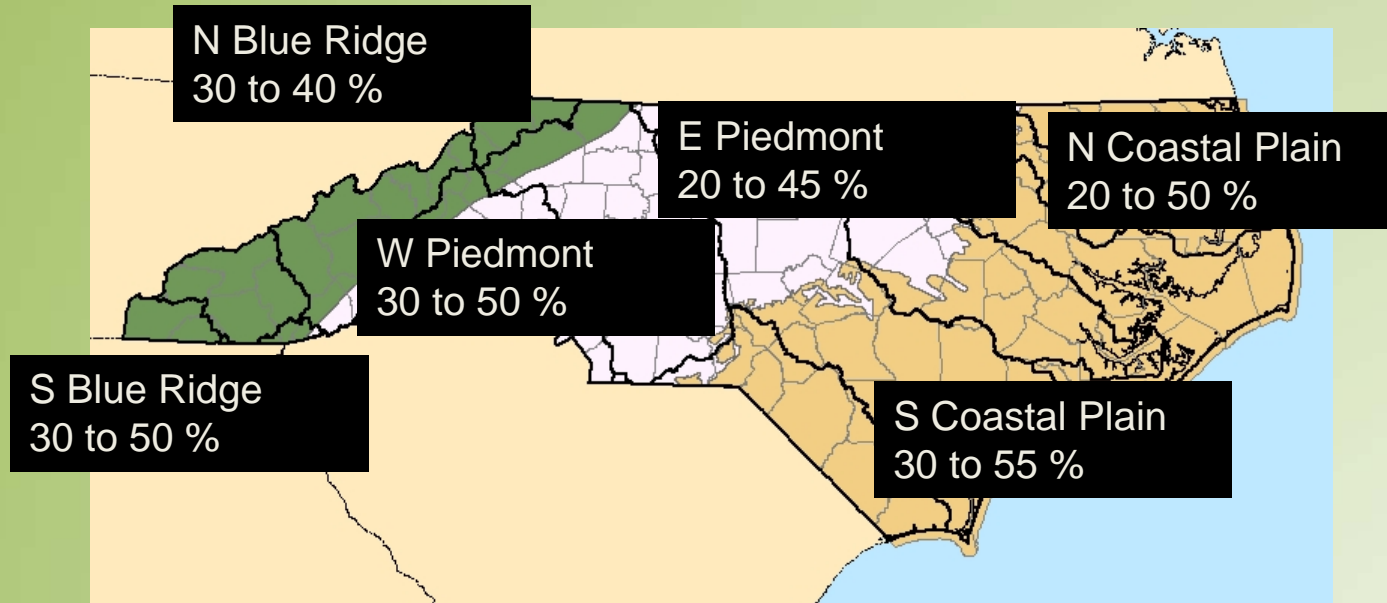 N Blue Ridge
30 to 40 %
E Piedmont
20 to 45 %
N Coastal Plain
20 to 50 %
W Piedmont
30 to 50 %
S Blue Ridge
30 to 50 %
S Coastal Plain
30 to 55 %